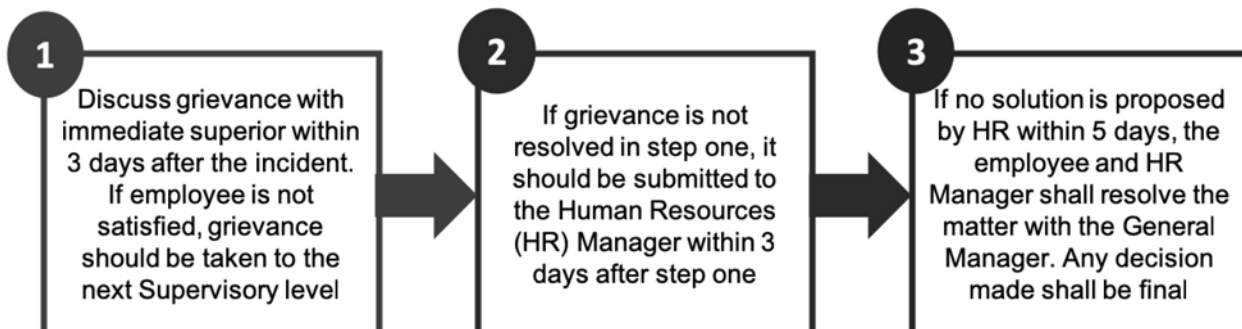 1
Discuss grievance with
immediate superior within
3 days after the incident.
If employee is not
satisfied, grievance
should be taken to the
next Supervisory level
2
If grievance is not
resolved in step one, it
should be submitted to
the Human Resources
(HR) Manager within 3
days after step one
3
If no solution is proposed
by HR within 5 days, the
employee and HR
Manager shall resolve the
matter with the General
Manager. Any decision
made shall be final